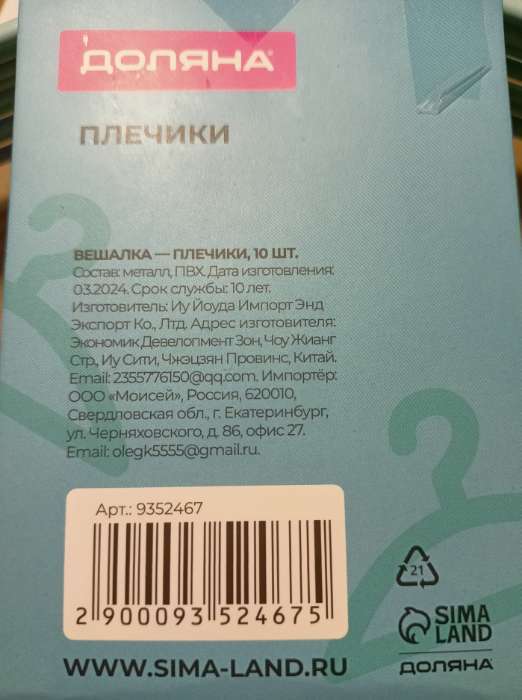 ДОЛЯНА
ПЛЕЧИКИ
ВЕШАЛКА — ПЛЕЧИКИ, 10 ШТ.
Состав: металл, ПВХ. Дата изготовления:
03.2024. Срок службы: 10 лет.
Изготовитель: Иу Йоуда Импорт Энд
Экспорт Ко., Лтд. Адрес изготовителя:
Экономик Девелопмент Зон, Чоу Жианг
Стр., Иу Сити, Чжэцзян Провинс, Китай.
Email: 2355776150@qq.com. Импортёр:
ООО «Моисей», Россия, 620010,
Свердловская обл., г. Екатеринбург,
ул. Черняховского, д. 86, офис 27.
Email: olegk5555@gmail.ru.
Арт.: 9352467
2 900093 524675
21
SIMA
LAND
ДОЛЯНА
WWW.SIMA-LAND.RU